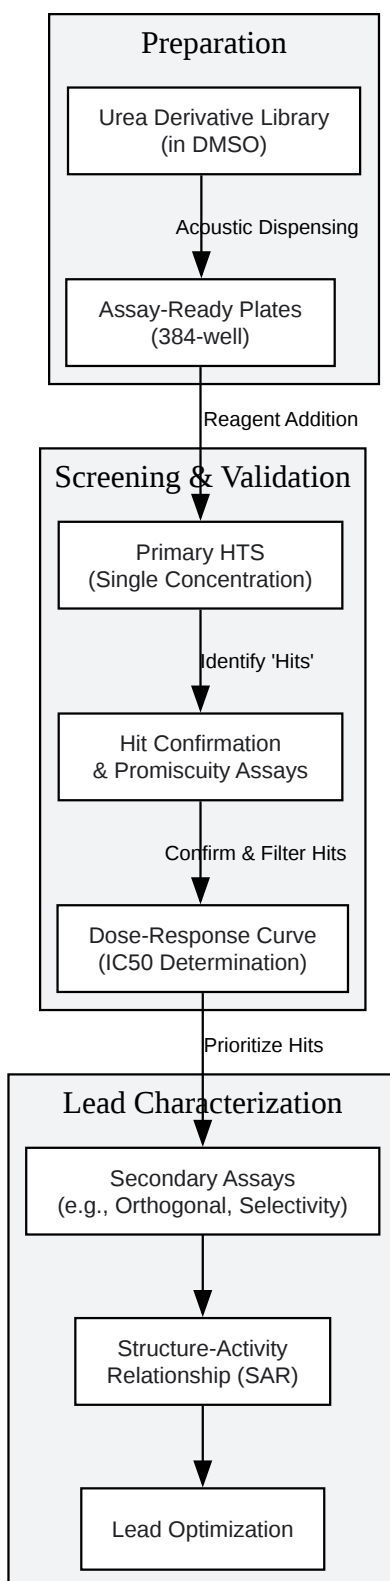 Preparation
Urea Derivative Library
(in DMSO)
Acoustic Dispensing
Assay-Ready Plates
(384-well)
Reagent Addition
Screening & Validation
Primary HTS
(Single Concentration)
Identify 'Hits'
Hit Confirmation
& Promiscuity Assays
Confirm & Filter Hits
Dose-Response Curve
(IC50 Determination)
Prioritize Hits
Lead Characterization
Secondary Assays
(e.g., Orthogonal, Selectivity)
Structure-Activity
Relationship (SAR)
Lead Optimization